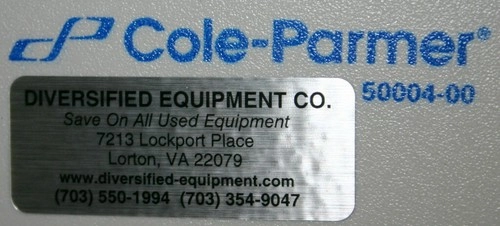 Cole-Parmer®
50004-00
DIVERSIFIED EQUIPMENT CO.
Save On All Used Equipment
7213 Lockport Place
Lorton, VA 22079
www.diversified-equipment.com
(703) 550-1994 (703) 354-9047